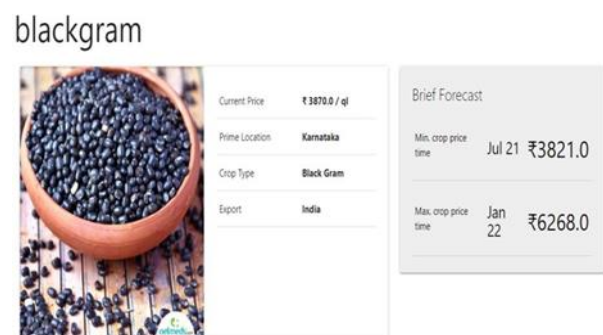 blackgram
Current Price ₹ 3870.0 / ql
Prime Location Karnataka
Crop Type Black Gram
Export India
netmeds
Brief Forecast
Min. crop price
time
Jul 21 ₹3821.0
Max. crop price
time
Jan
22
₹6268.0